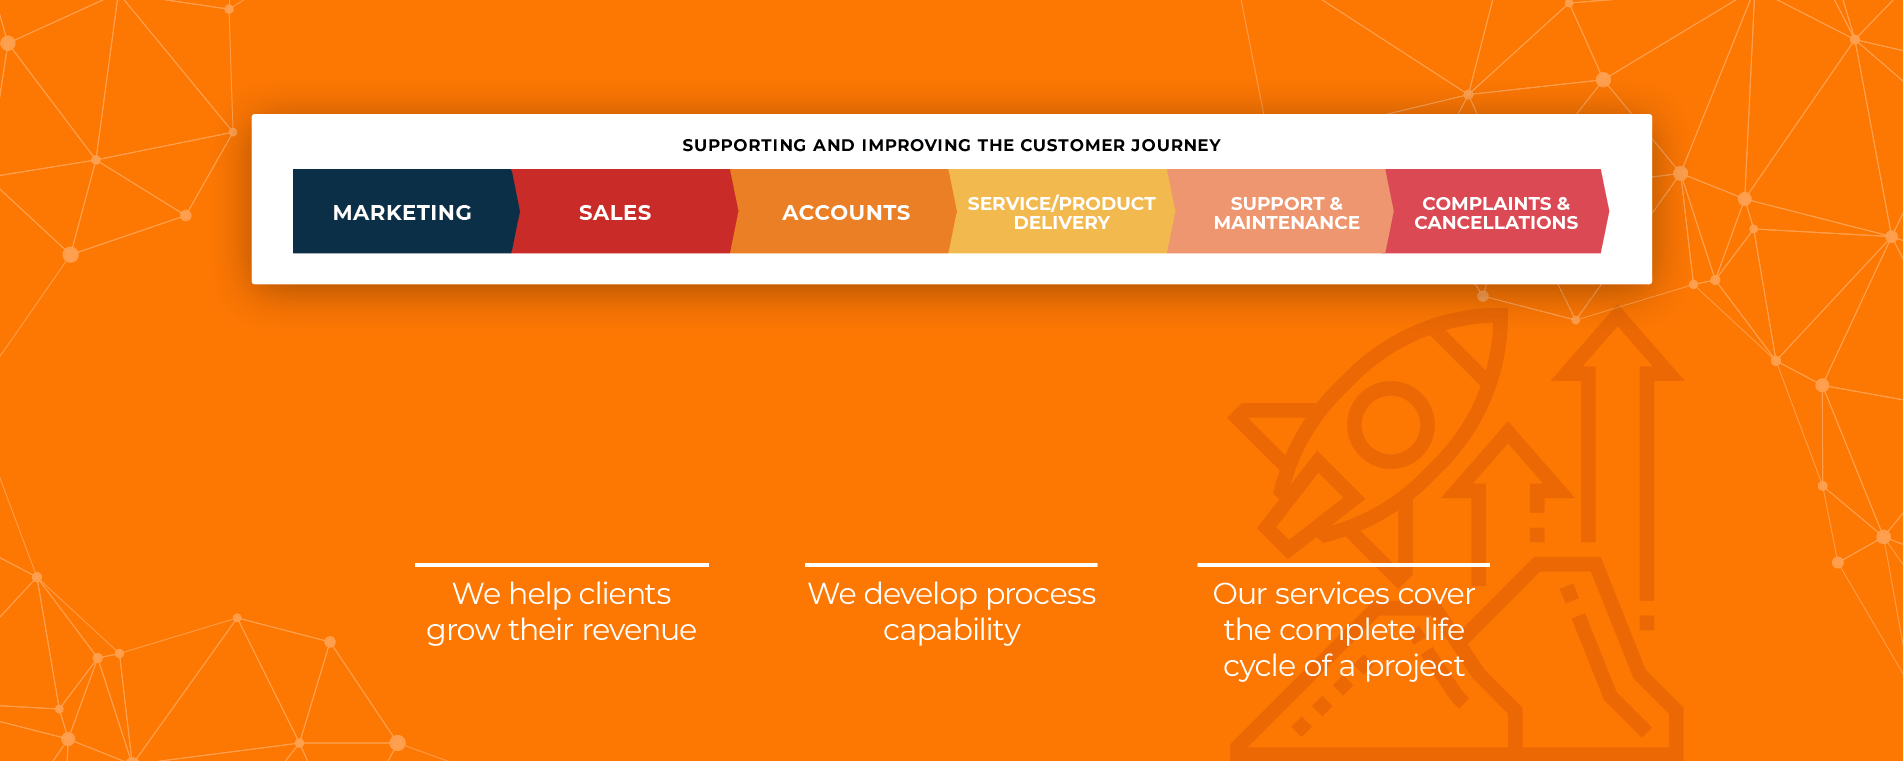 SUPPORTING AND IMPROVING THE CUSTOMER JOURNEY
MARKETING
SALES
ACCOUNTS
SERVICE/PRODUCT
DELIVERY
SUPPORT &
MAINTENANCE
COMPLAINTS &
CANCELLATIONS
We help clients
grow their revenue
We develop process
capability
Our services cover
the complete life
cycle of a project